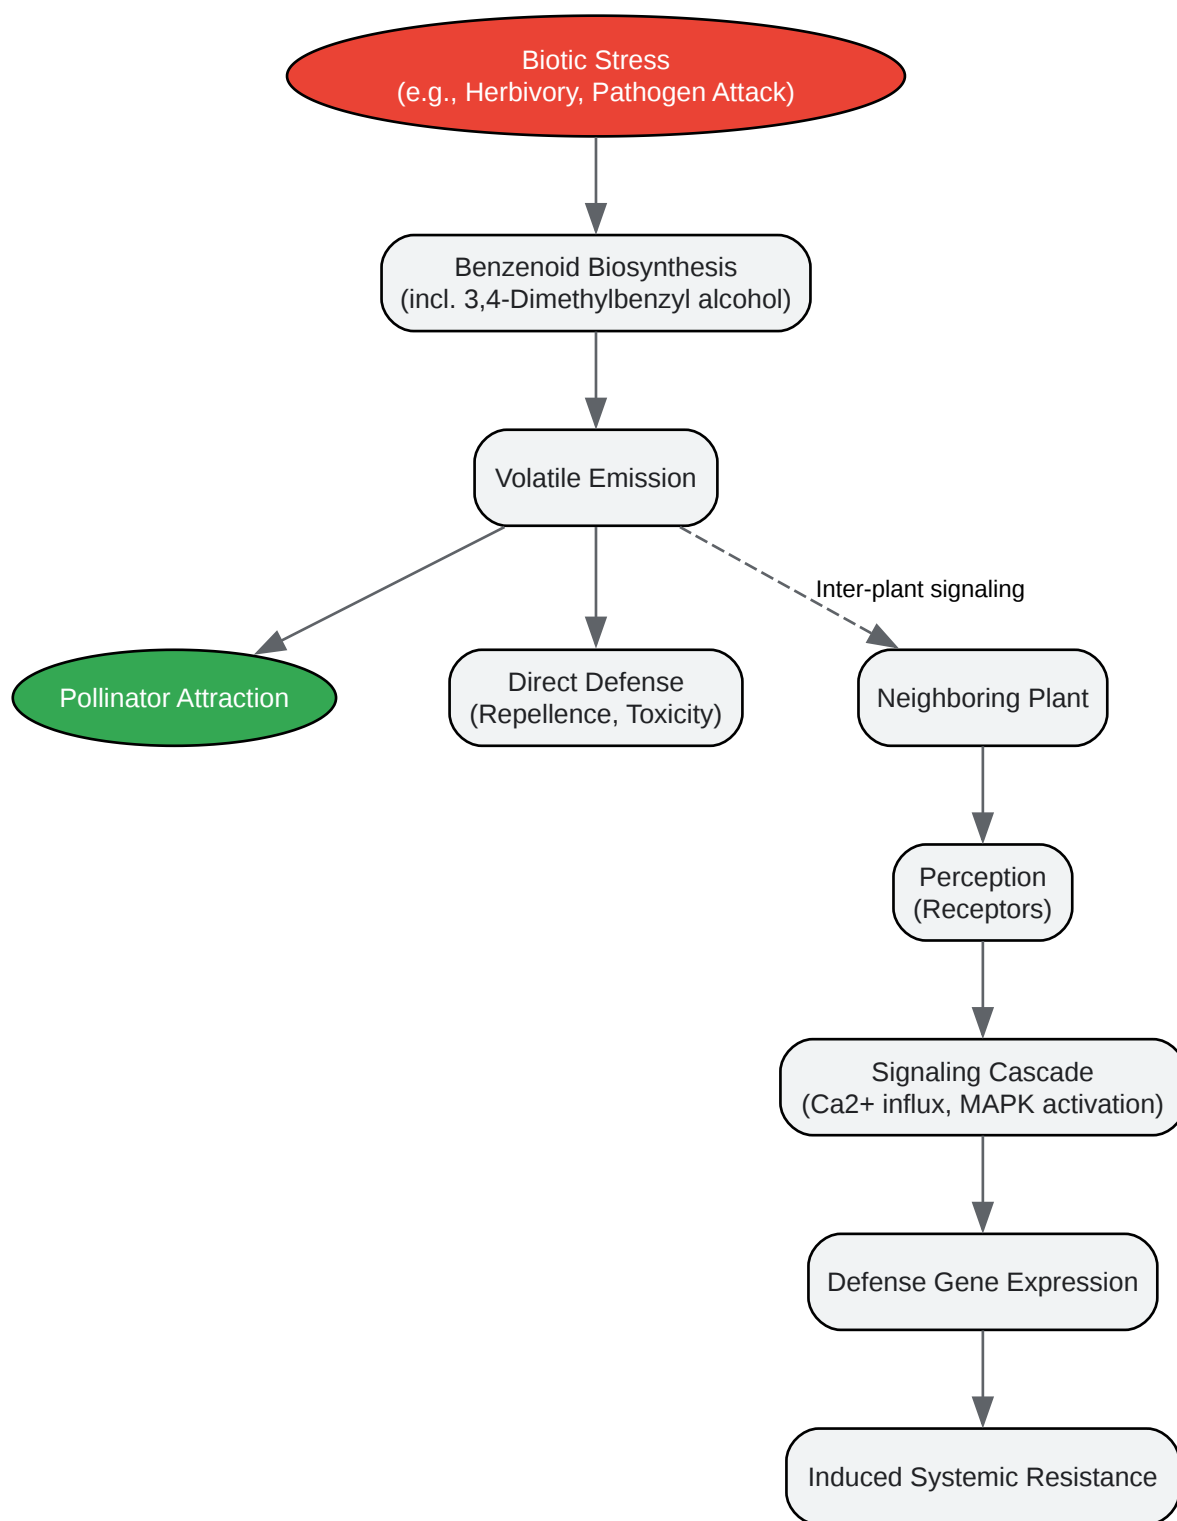 Biotic Stress
(e.g., Herbivory, Pathogen Attack)
Benzenoid Biosynthesis
(incl. 3,4-Dimethylbenzyl alcohol)
Volatile Emission
Inter-plant signaling
Pollinator Attraction
Direct Defense
(Repellence, Toxicity)
Neighboring Plant
Perception
(Receptors)
Signaling Cascade
(Ca2+ influx, MAPK activation)
Defense Gene Expression
Induced Systemic Resistance